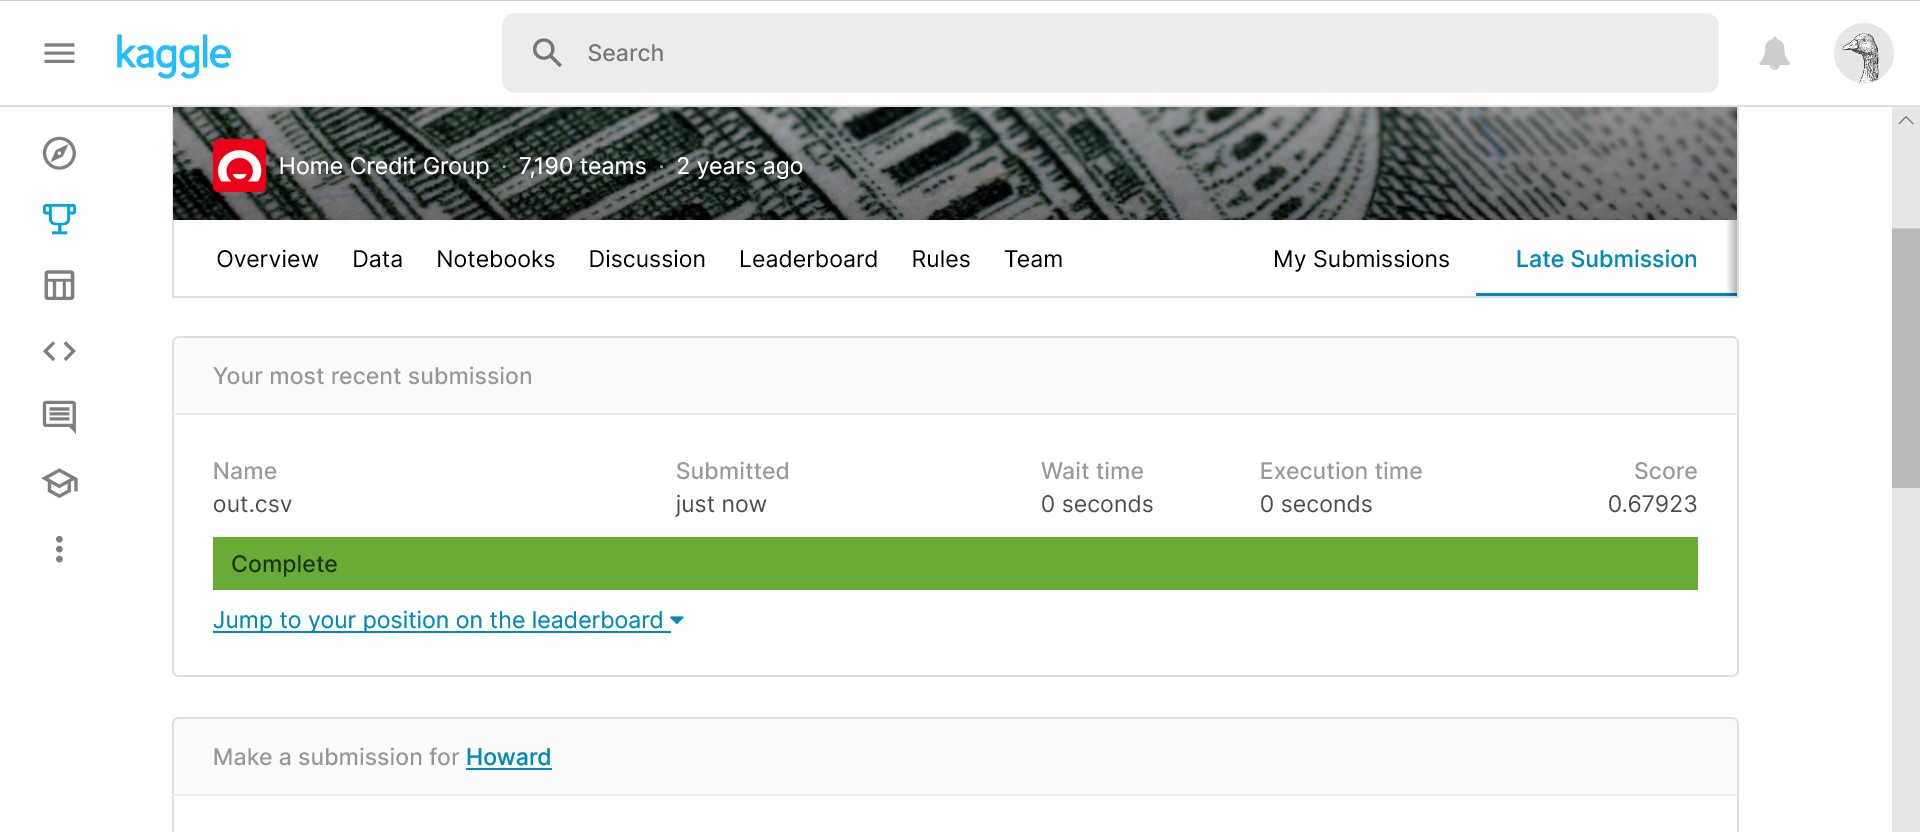 kaggle
Search
Home Credit Group · 7,190 teams · 2 years ago
Overview Data Notebooks Discussion Leaderboard Rules Team My Submissions Late Submission
Your most recent submission
Name Submitted Wait time Execution time Score
out.csv just now 0 seconds 0 seconds 0.67923
Complete
Jump to your position on the leaderboard
Make a submission for Howard